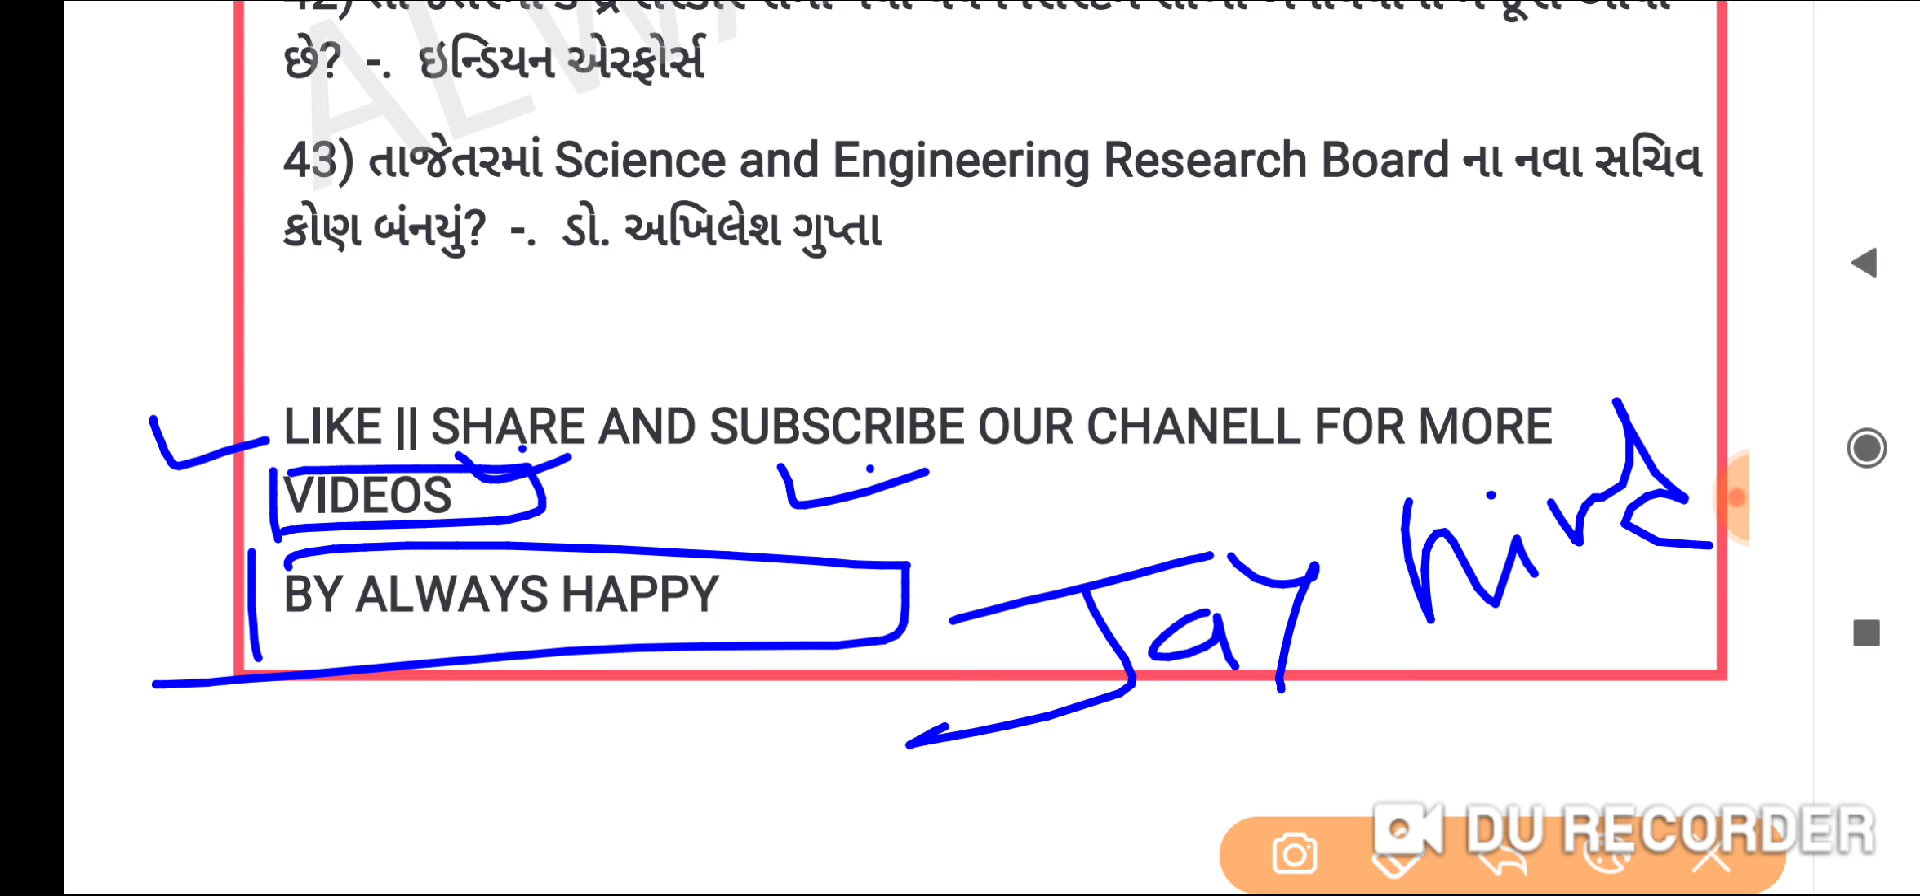 છે? -. ઇન્ડિયન એરફોર્સ
43) તાજેતરમાં Science and Engineering Research Board ના નવા સચિવ
કોણ બંનયું? -. ડો. અખિલેશ ગુપ્તા
LIKE || SHARE AND SUBSCRIBE OUR CHANELL FOR MORE
VIDEOS
BY ALWAYS HAPPY
Jay hind
DU RECORDER